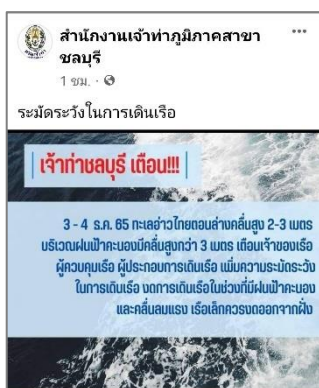 สำนักงานเจ้าท่าภูมิภาคสาขา
ชลบุรี
1 ชม. ·
ระมัดระวังในการเดินเรือ
เจ้าท่าชลบุรี เตือน!!!
3 - 4 ธ.ค. 65 ทะเลอ่าวไทยตอนล่างคลื่นสูง 2-3 เมตร
บริเวณฝนฟ้าคะนองมีคลื่นสูงกว่า 3 เมตร เตือนเจ้าของเรือ
ผู้ควบคุมเรือ ผู้ประกอบการเดินเรือ เพิ่มความระมัดระวัง
ในการเดินเรือ งดการเดินเรือในช่วงที่มีฝนฟ้าคะนอง
และคลื่นลมแรง เรือเล็กควรงดออกจากฝั่ง